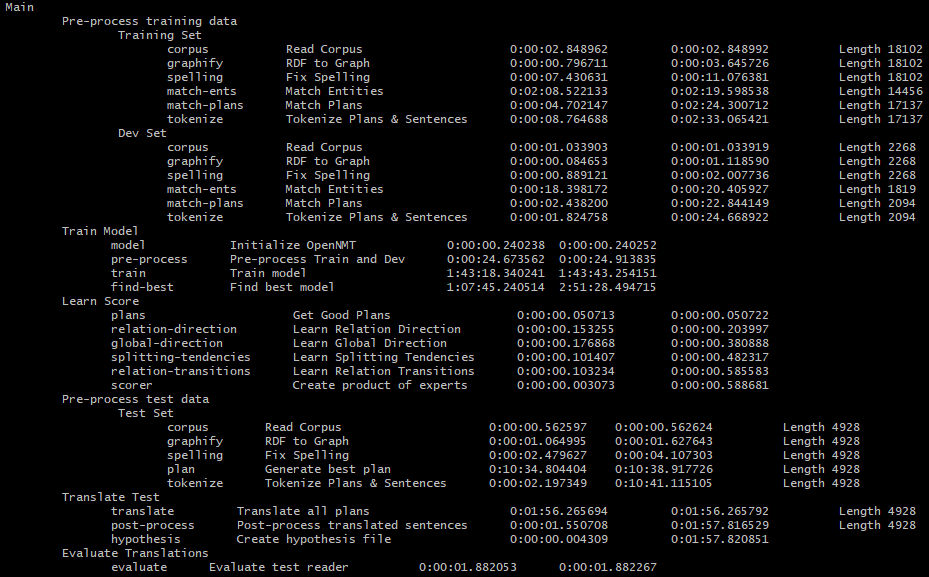 Main
Pre-process training data
Training Set
corpus Read Corpus 0:00:02.848962 0:00:02.848992 Length 18102
graphify RDF to Graph 0:00:00.796711 0:00:03.645726 Length 18102
spelling Fix Spelling 0:00:07.430631 0:00:11.076381 Length 18102
match-ents Match Entities 0:02:08.522133 0:02:19.598538 Length 14456
match-plans Match Plans 0:00:04.702147 0:02:24.300712 Length 17137
tokenize Tokenize Plans & Sentences 0:00:08.764688 0:02:33.065421 Length 17137
Dev Set
corpus Read Corpus 0:00:01.033903 0:00:01.033919 Length 2268
graphify RDF to Graph 0:00:00.084653 0:00:01.118590 Length 2268
spelling Fix Spelling 0:00:00.889121 0:00:02.007736 Length 2268
match-ents Match Entities 0:00:18.398172 0:00:20.405927 Length 1819
match-plans Match Plans 0:00:02.438200 0:00:22.844149 Length 2094
tokenize Tokenize Plans & Sentences 0:00:01.824758 0:00:24.668922 Length 2094
Train Model
model Initialize OpenNMT 0:00:00.240238 0:00:00.240252
pre-process Pre-process Train and Dev 0:00:24.673562 0:00:24.913835
train Train model 1:43:18.340241 1:43:43.254151
find-best Find best model 1:07:45.240514 2:51:28.494715
Learn Score
plans Get Good Plans 0:00:00.050713 0:00:00.050722
relation-direction Learn Relation Direction 0:00:00.153255 0:00:00.203997
global-direction Learn Global Direction 0:00:00.176868 0:00:00.380888
splitting-tendencies Learn Splitting Tendencies 0:00:00.101407 0:00:00.482317
relation-transitions Learn Relation Transitions 0:00:00.103234 0:00:00.585583
scorer Create product of experts 0:00:00.003073 0:00:00.588681
Pre-process test data
Test Set
corpus Read Corpus 0:00:00.562597 0:00:00.562624 Length 4928
graphify RDF to Graph 0:00:01.064995 0:00:01.627643 Length 4928
spelling Fix Spelling 0:00:02.479627 0:00:04.107303 Length 4928
plan Generate best plan 0:10:34.804404 0:10:38.917726 Length 4928
tokenize Tokenize Plans & Sentences 0:00:02.197349 0:10:41.115105 Length 4928
Translate Test
translate Translate all plans 0:01:56.265694 0:01:56.265792 Length 4928
post-process Post-process translated sentences 0:00:01.550708 0:01:57.816529 Length 4928
hypothesis Create hypothesis file 0:00:00.004309 0:01:57.820851
Evaluate Translations
evaluate Evaluate test reader 0:00:01.882053 0:00:01.882267